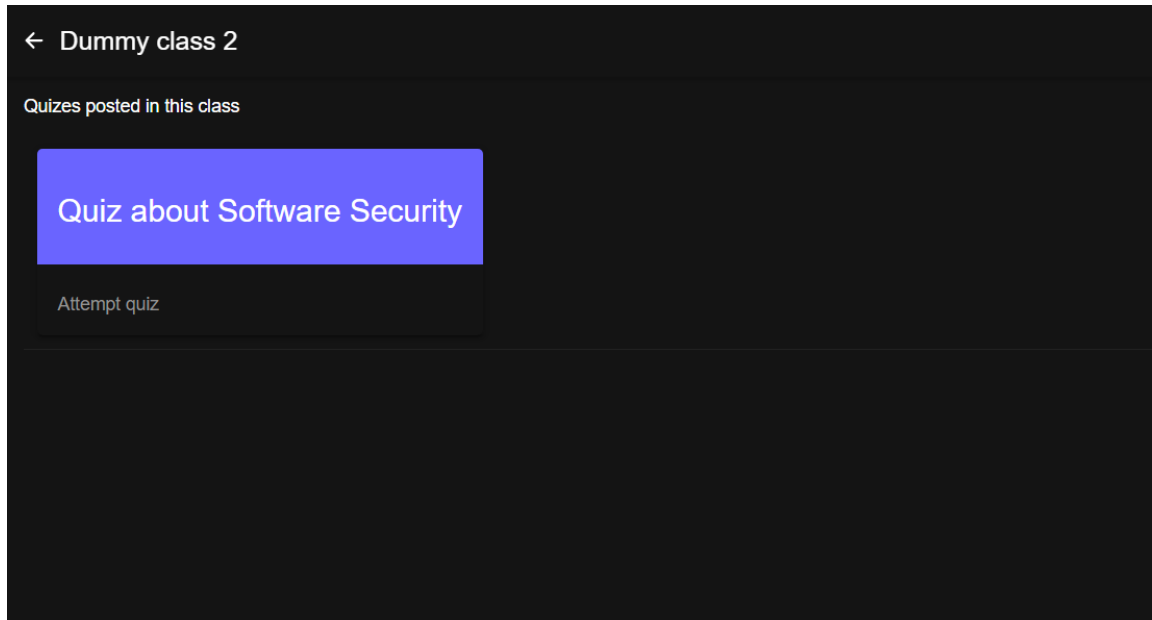 Dummy class 2
Quizes posted in this class
Quiz about Software Security
Attempt quiz